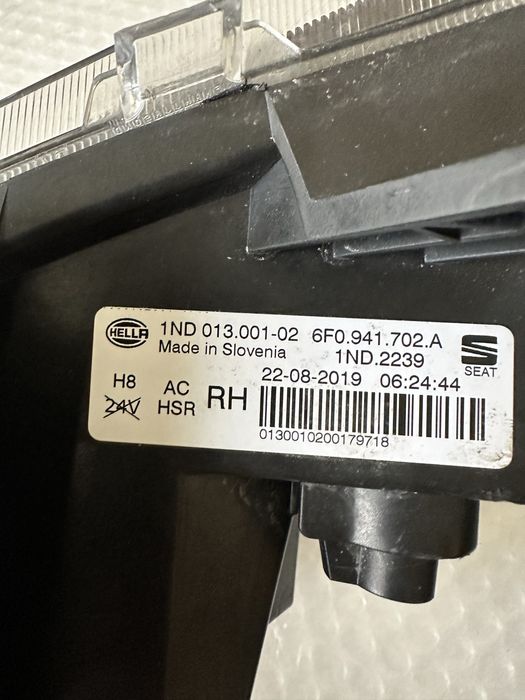 HELLA 1ND 013.001-02 6F0.941.702.A
Made in Slovenia 1ND.2239
SEAT
22-08-2019 06:24:44
H8 AC RH
24V HSR
0130010200179718